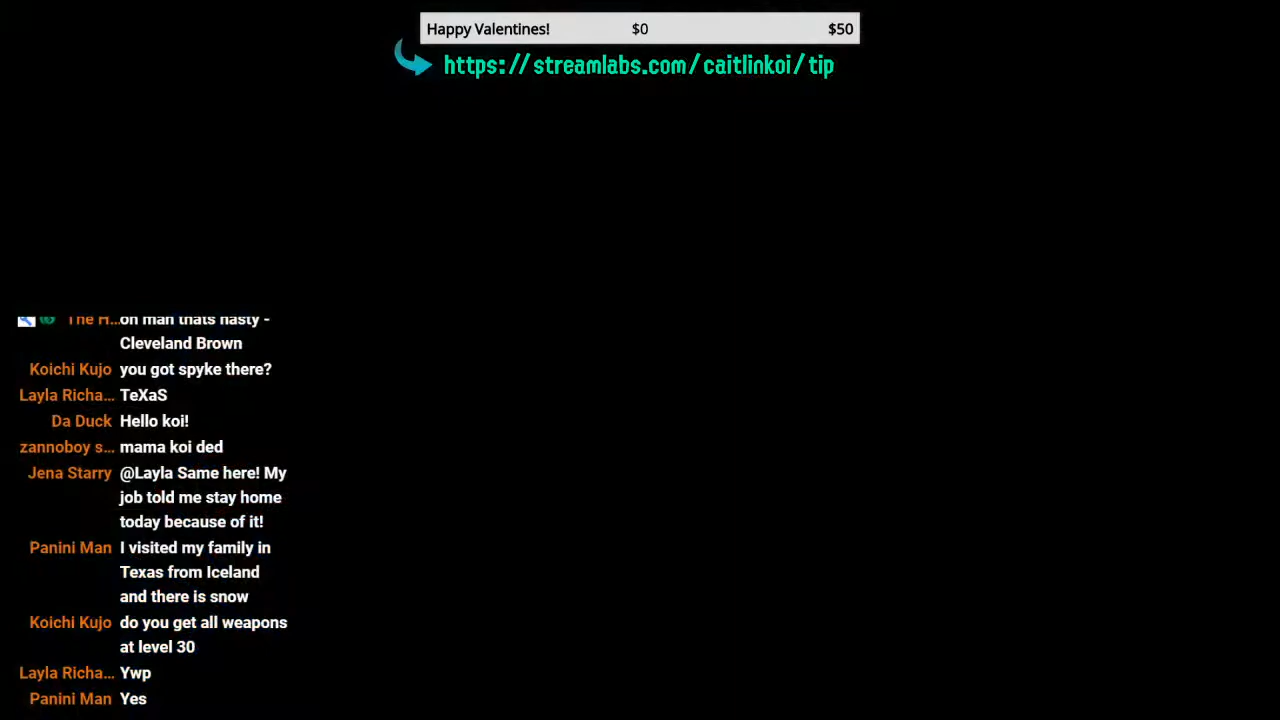 Happy Valentines! $0 $50
https://streamlabs.com/caitlinkoi/tip
The H... oh man thats nasty -
Cleveland Brown
Koichi Kujo you got spyke there?
Layla Richa... TeXaS
Da Duck Hello koi!
zannoboy s... mama koi ded
Jena Starry @Layla Same here! My
job told me stay home
today because of it!
Panini Man I visited my family in
Texas from Iceland
and there is snow
Koichi Kujo do you get all weapons
at level 30
Layla Richa... Ywp
Panini Man Yes